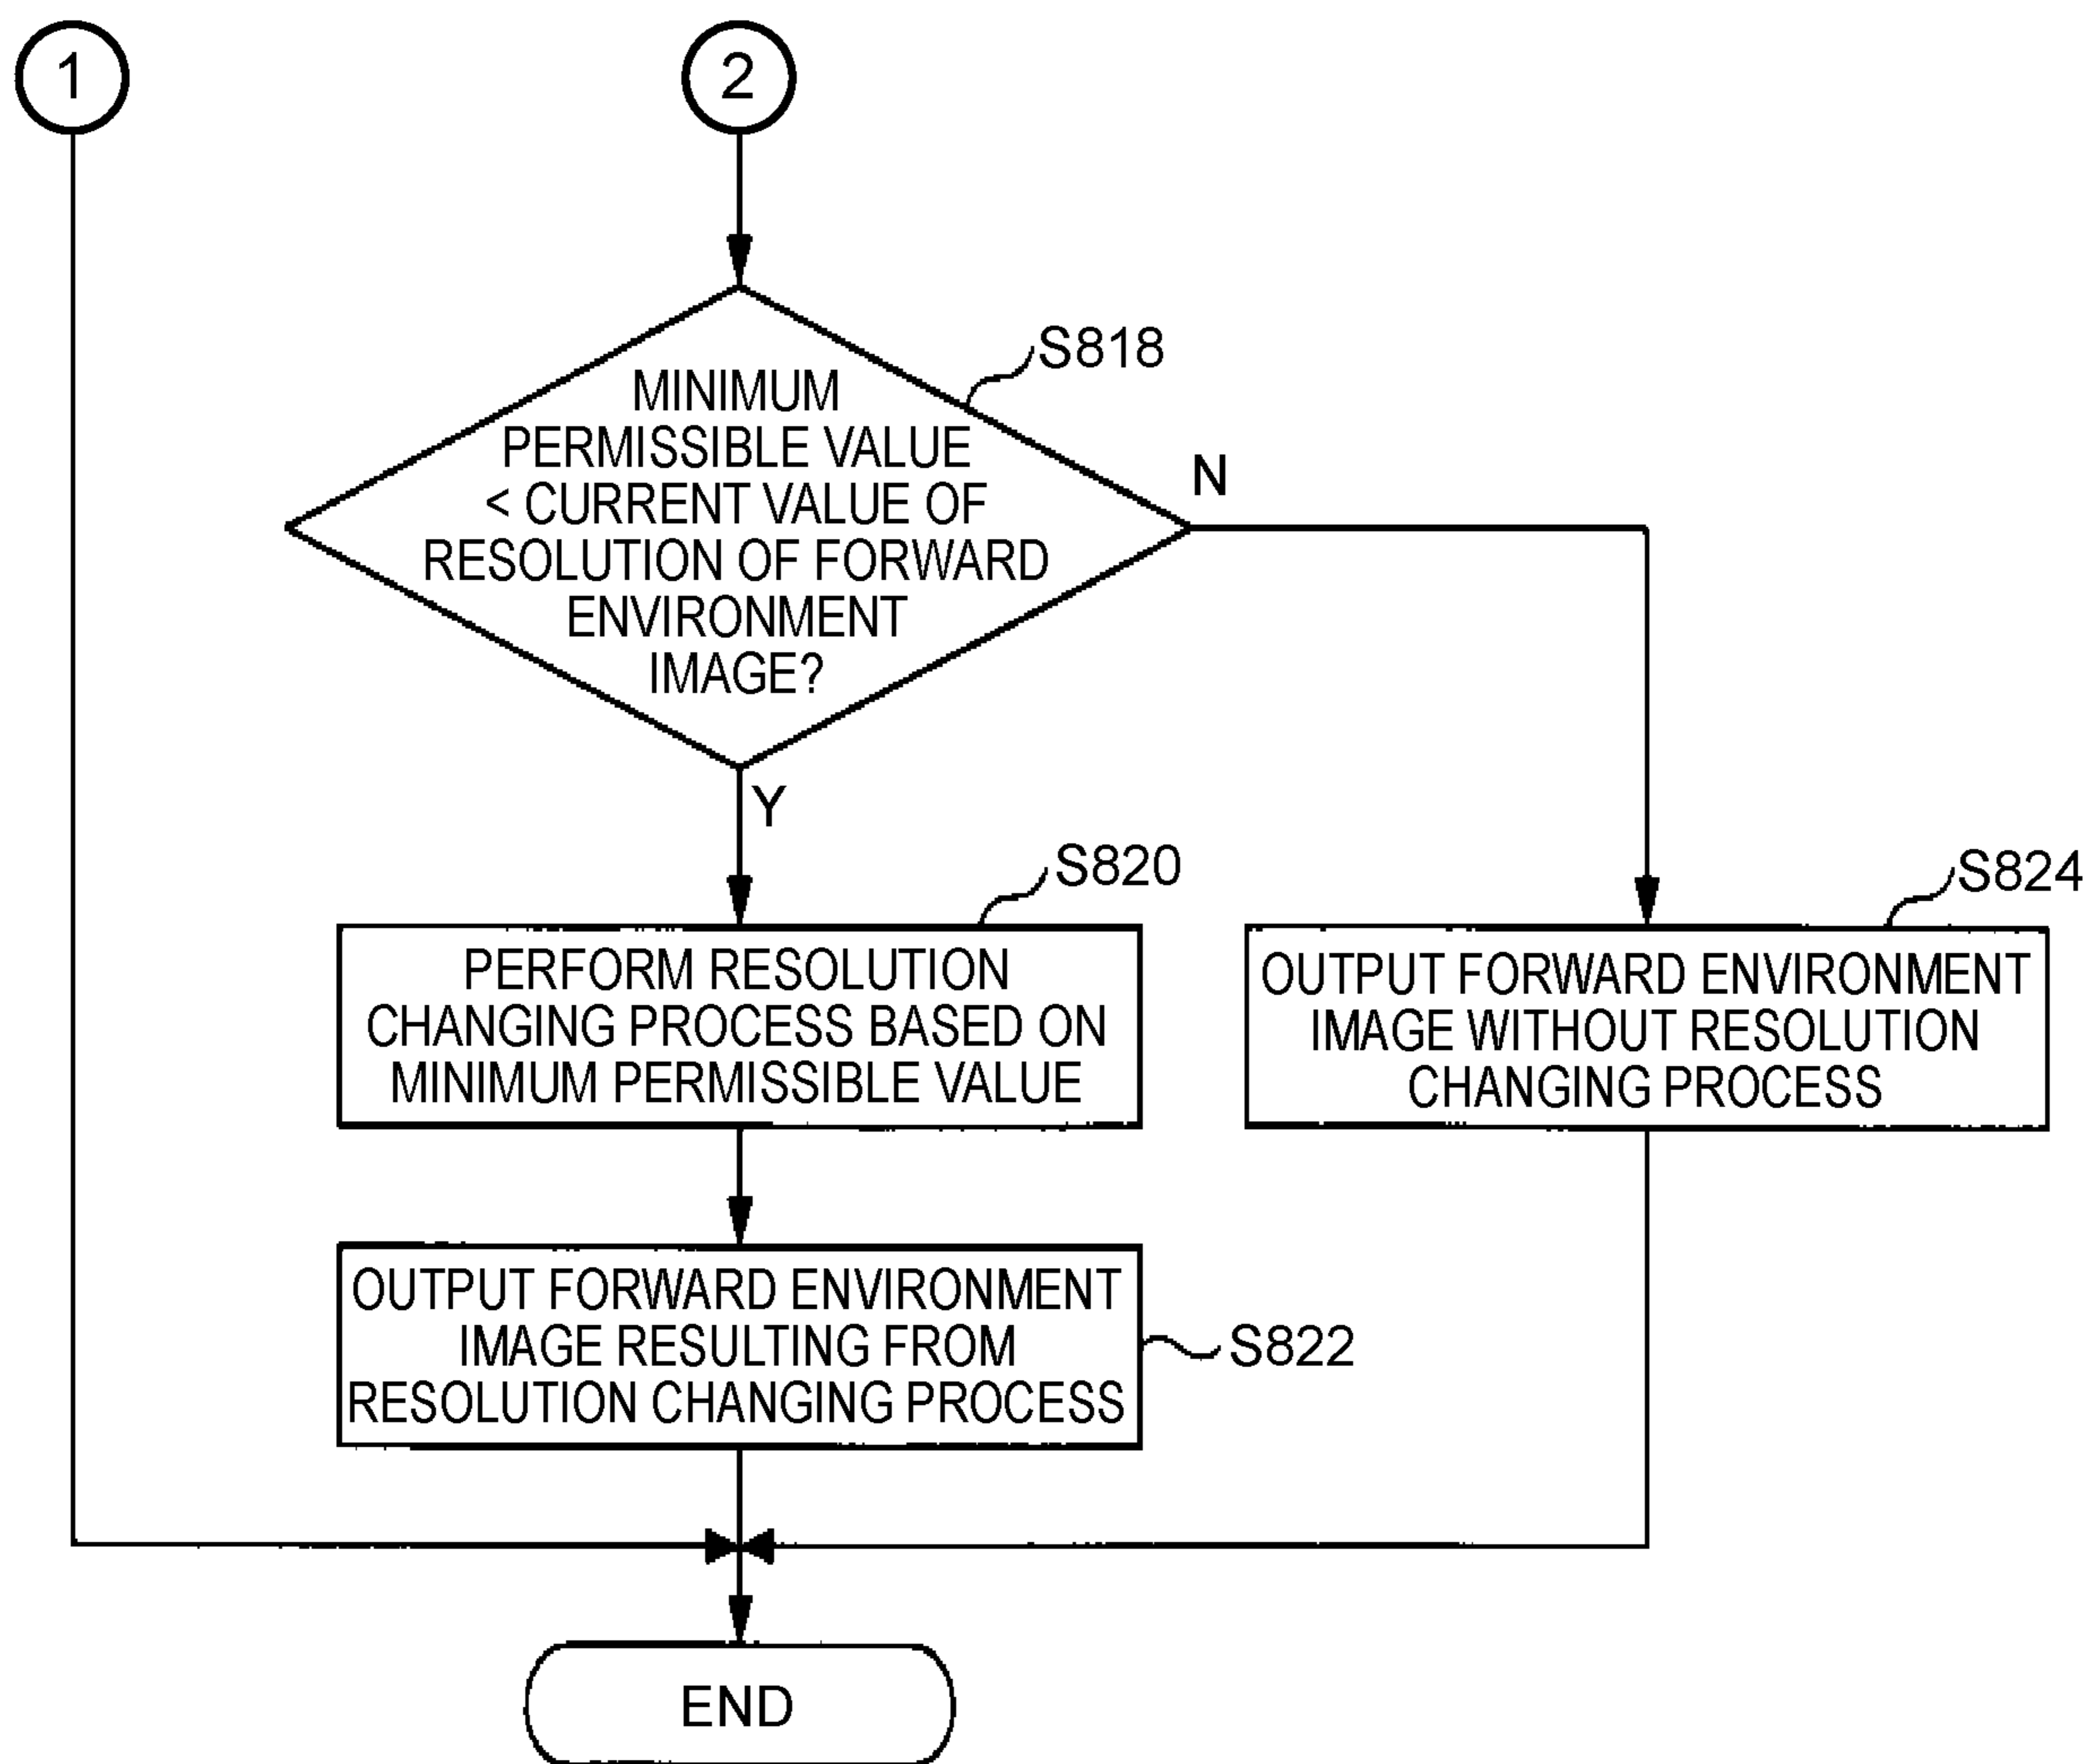 1
2
S818
MINIMUM
PERMISSIBLE VALUE
< CURRENT VALUE OF
RESOLUTION OF FORWARD
ENVIRONMENT
IMAGE?
N
Y
S820
PERFORM RESOLUTION
CHANGING PROCESS BASED ON
MINIMUM PERMISSIBLE VALUE
S824
OUTPUT FORWARD ENVIRONMENT
IMAGE WITHOUT RESOLUTION
CHANGING PROCESS
OUTPUT FORWARD ENVIRONMENT
IMAGE RESULTING FROM
RESOLUTION CHANGING PROCESS
S822
END